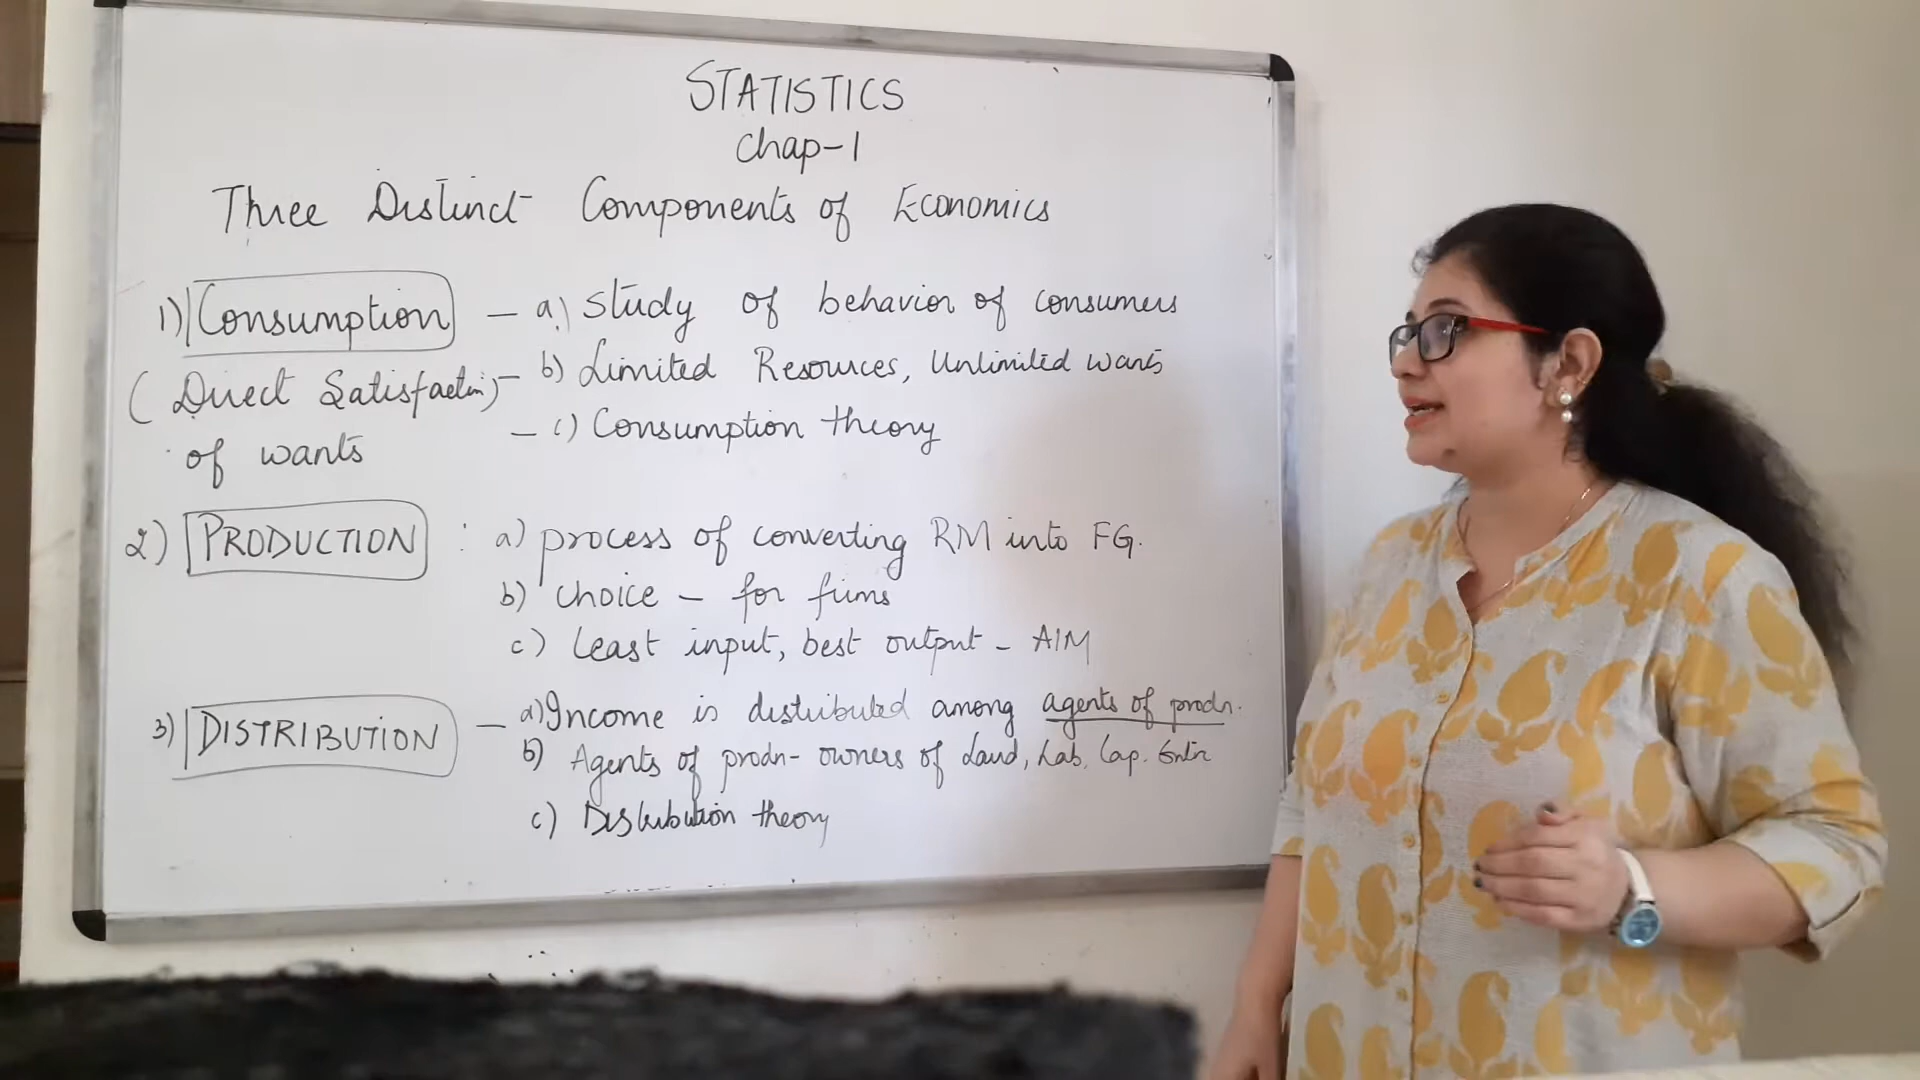 STATISTICS
Chap-1
Three Distinct Components of Economics
1) Consumption - a) Study of behavior of consumers
(Direct Satisfaction) - b) Limited Resources, Unlimited wants
of wants - c) Consumption theory
2) PRODUCTION : a) process of converting RM into FG.
b) choice - for firms
c) least input, best output - AIM
3) DISTRIBUTION - a) Income is distributed among agents of prodn.
b) Agents of prodn- owners of Land, Lab, Cap. Entr
c) Distribution theory